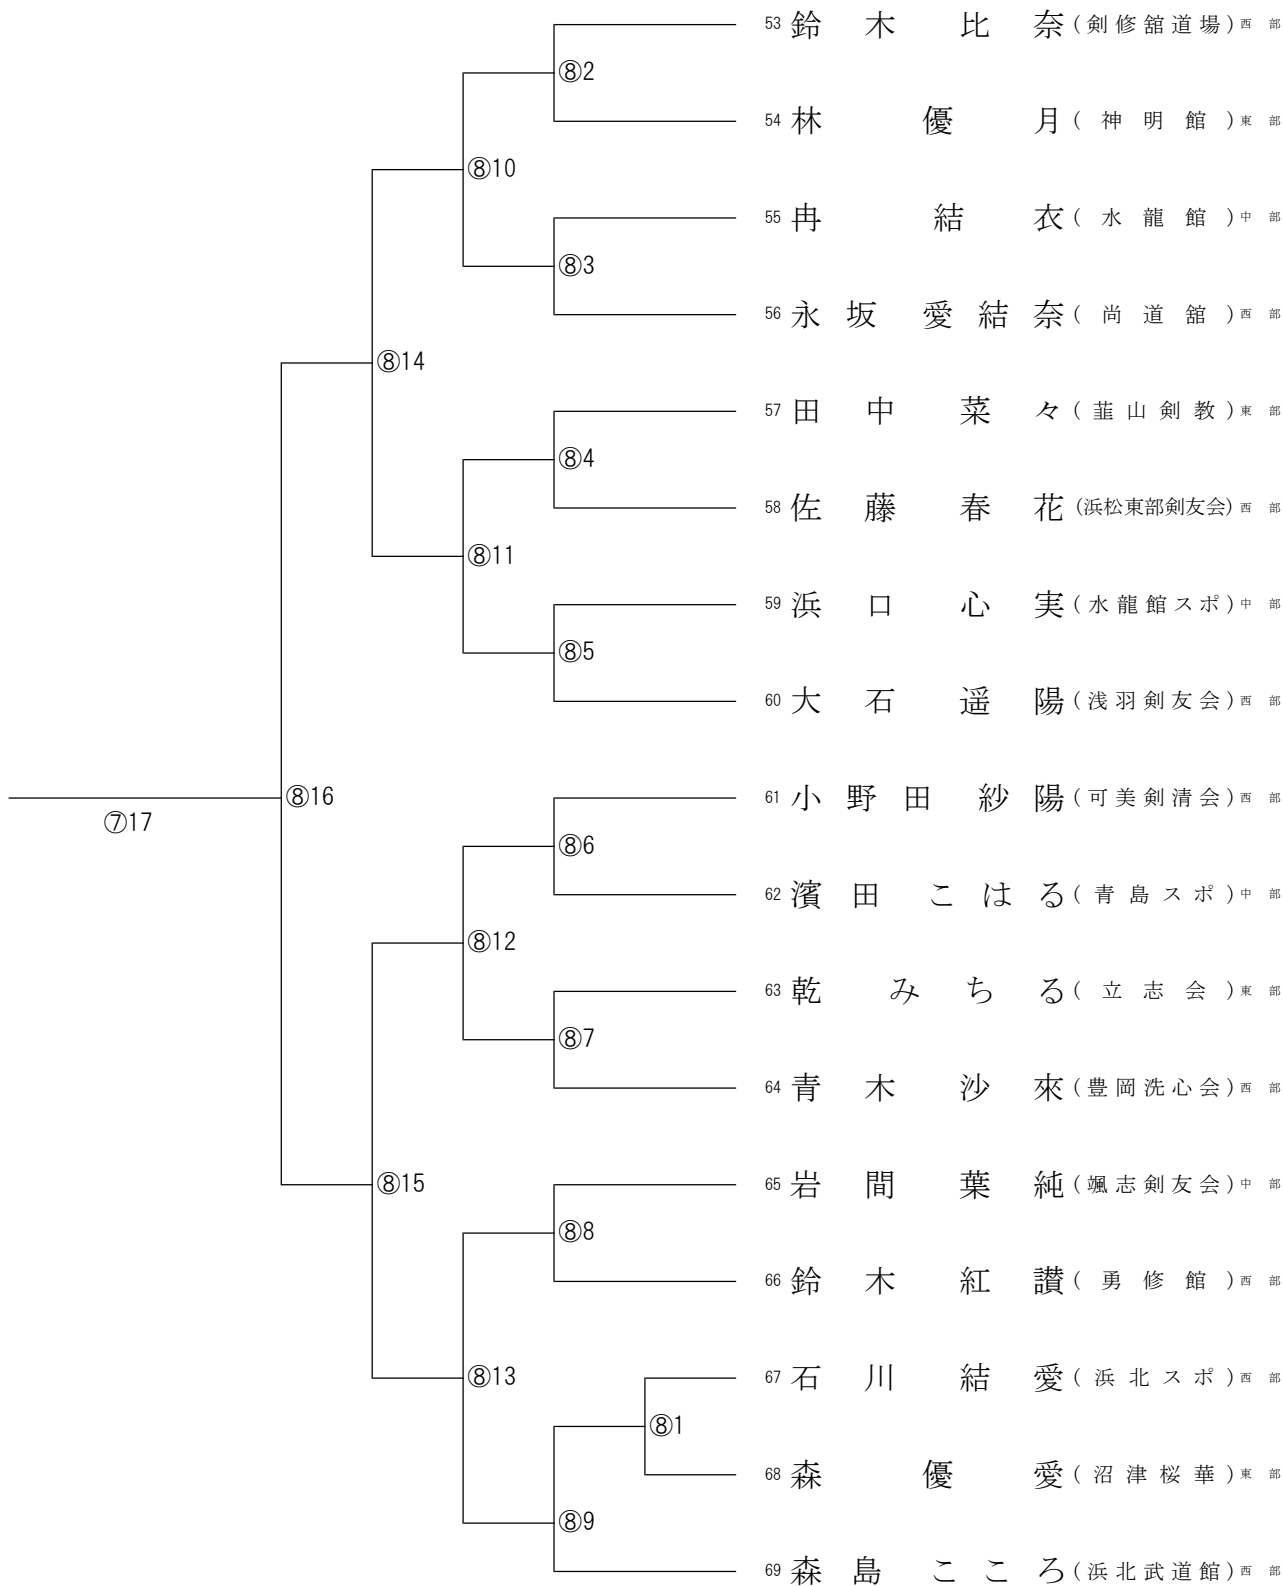 53 鈴木比奈(剣修舘道場)西部
⑧2
54 林優月(神明館)東部
⑧10
55 冉結衣(水龍館)中部
⑧3
56 永坂愛結奈(尚道舘)西部
⑧14
57 田中菜々(韮山剣教)東部
⑧4
58 佐藤春花(浜松東部剣友会)西部
⑧11
59 浜口心実(水龍館スポ)中部
⑧5
60 大石遥陽(浅羽剣友会)西部
⑧16
⑦17
61 小野田紗陽(可美剣清会)西部
⑧6
62 濱田こはる(青島スポ)中部
⑧12
63 乾みちる(立志会)東部
⑧7
64 青木沙來(豊岡洗心会)西部
⑧15
65 岩間葉純(颯志剣友会)中部
⑧8
66 鈴木紅讃(勇修館)西部
⑧13
67 石川結愛(浜北スポ)西部
⑧1
68 森優愛(沼津桜華)東部
⑧9
69 森島こころ(浜北武道館)西部